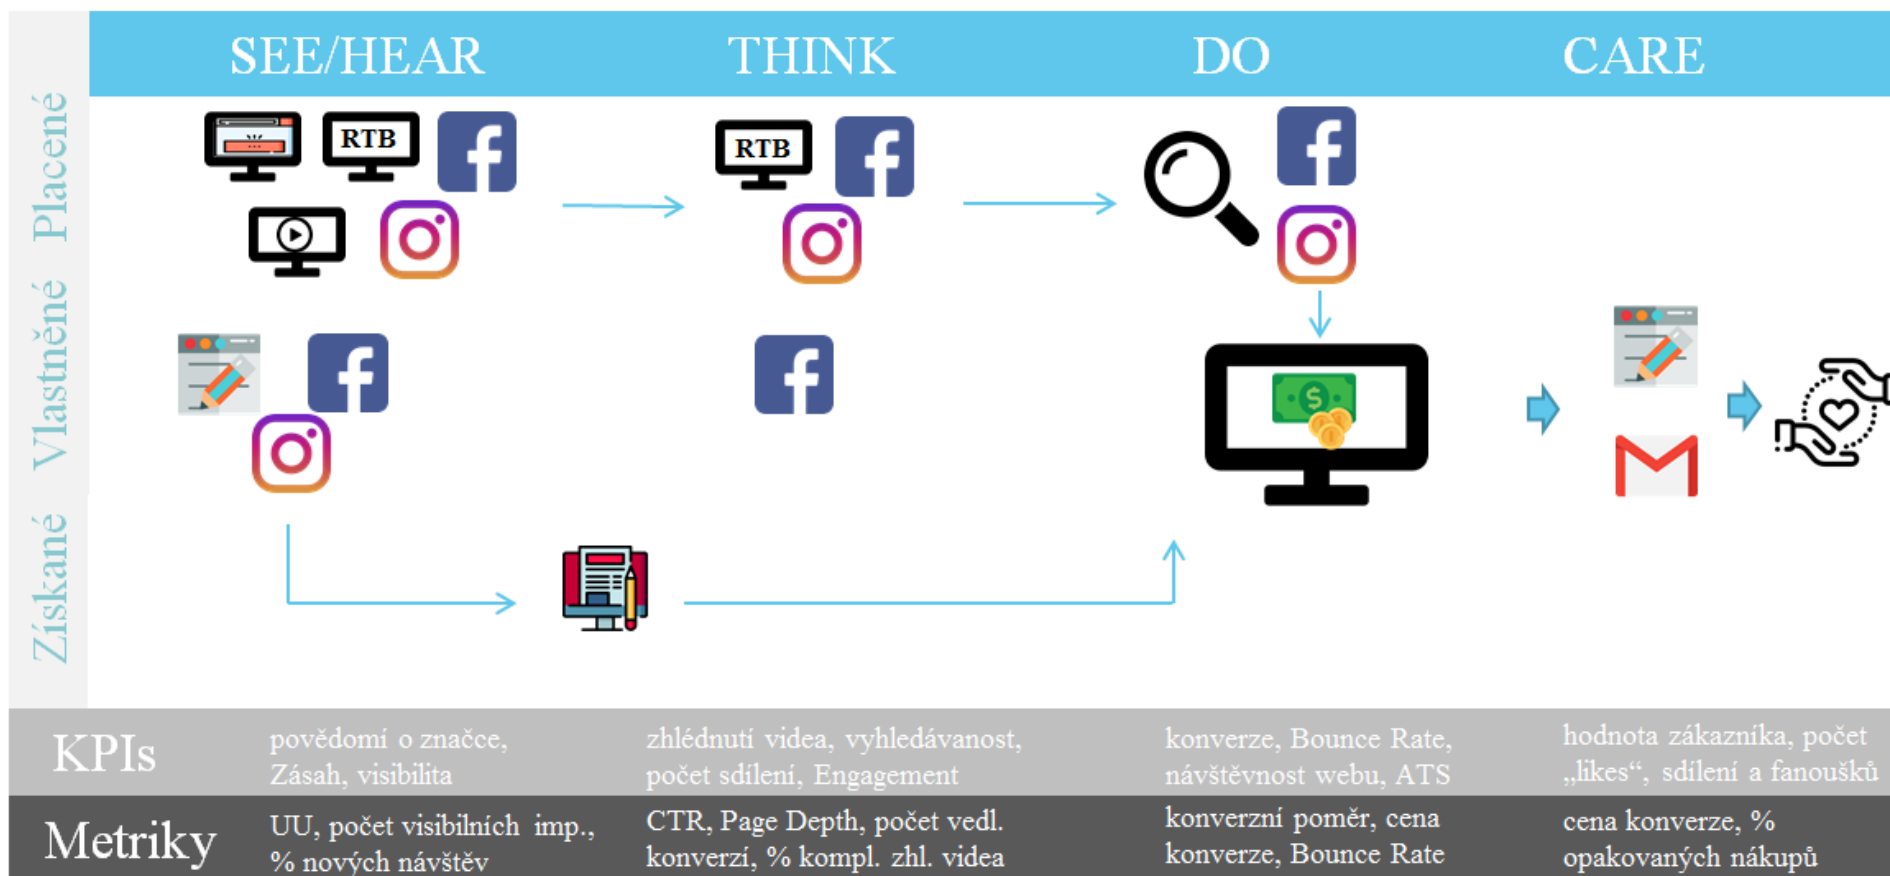 SEE/HEAR
THINK
DO
CARE
Placené
RTB
RTB
Vlastněné
Získané
KPIs
povědomí o značce,
Zásah, visibilita
zhlédnutí videa, vyhledávanost,
počet sdílení, Engagement
konverze, Bounce Rate,
návštěvnost webu, ATS
hodnota zákazníka, počet
„likes“, sdílení a fanoušků
Metriky
UU, počet visibilních imp.,
% nových návštěv
CTR, Page Depth, počet vedl.
konverzí, % kompl. zhl. videa
konverzní poměr, cena
konverze, Bounce Rate
cena konverze, %
opakovaných nákupů